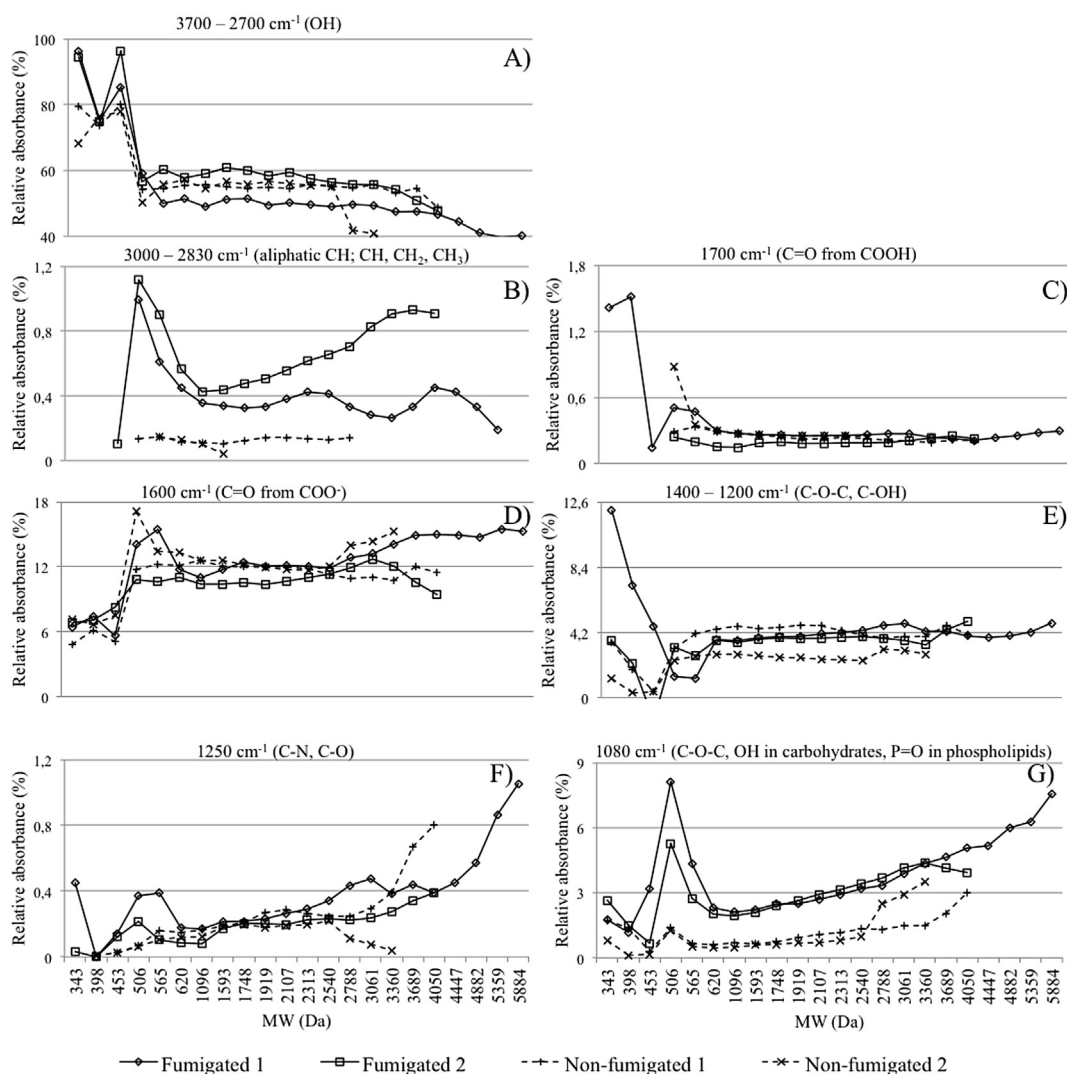 3700 – 2700 cm-1 (OH)
A)
Relative absorbance (%)
100
80
60
40
3000 – 2830 cm-1 (aliphatic CH; CH, CH2, CH3)
B)
Relative absorbance (%)
1,2
0,8
0,4
0
1700 cm-1 (C=O from COOH)
C)
Relative absorbance (%)
1,8
1,2
0,6
0
1600 cm-1 (C=O from COO-)
D)
Relative absorbance (%)
18
12
6
0
1400 – 1200 cm-1 (C-O-C, C-OH)
E)
Relative absorbance (%)
12,6
8,4
4,2
0
1250 cm-1 (C-N, C-O)
F)
Relative absorbance (%)
1,2
0,8
0,4
0
343 398 453 506 565 620 1096 1593 1748 1919 2107 2313 2540 2788 3061 3360 3689 4050 4447 4882 5359 5884
MW (Da)
1080 cm-1 (C-O-C, OH in carbohydrates, P=O in phospholipids)
G)
Relative absorbance (%)
9
6
3
0
343 398 453 506 565 620 1096 1593 1748 1919 2107 2313 2540 2788 3061 3360 3689 4050 4447 4882 5359 5884
MW (Da)
Fumigated 1 Fumigated 2 Non-fumigated 1 Non-fumigated 2